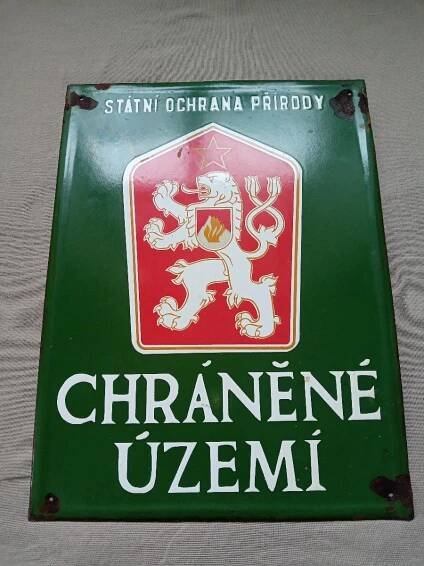 STÁTNÍ OCHRANA PŘÍRODY
CHRÁNĚNÉ
ÚZEMÍ